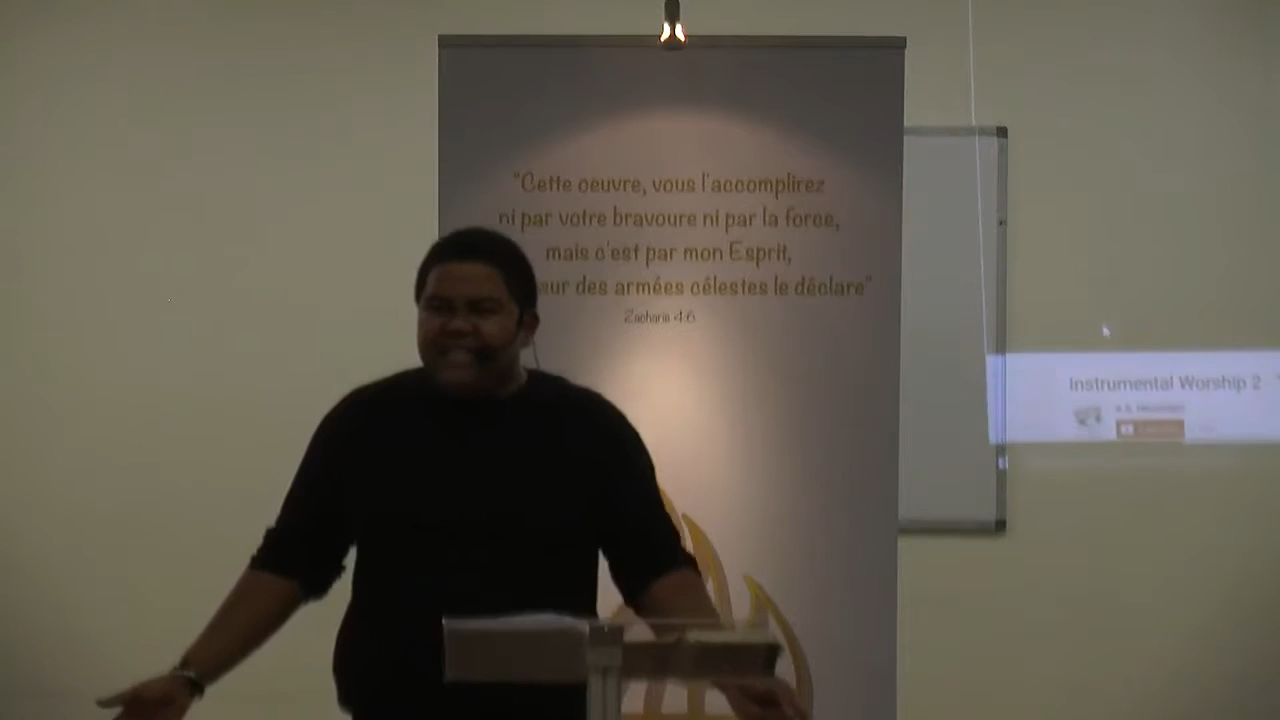 "Cette oeuvre, vous l'accomplirez
ni par votre bravoure ni par la force,
mais c'est par mon Esprit,
des armées célestes le déclare"
Zacharie 4:6
Instrumental Worship 2